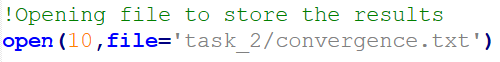 !Opening file to store the results
open(10,file='task_2/convergence.txt')